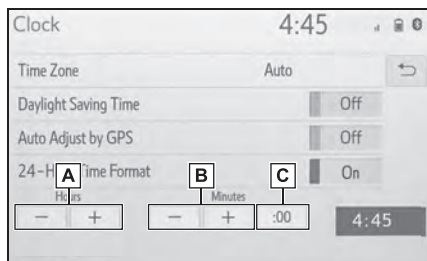 Clock 4:45
Time Zone Auto
Daylight Saving Time Off
Auto Adjust by GPS Off
24-H Time Format On
A B C
Hours Minutes
- + - + :00 4:45